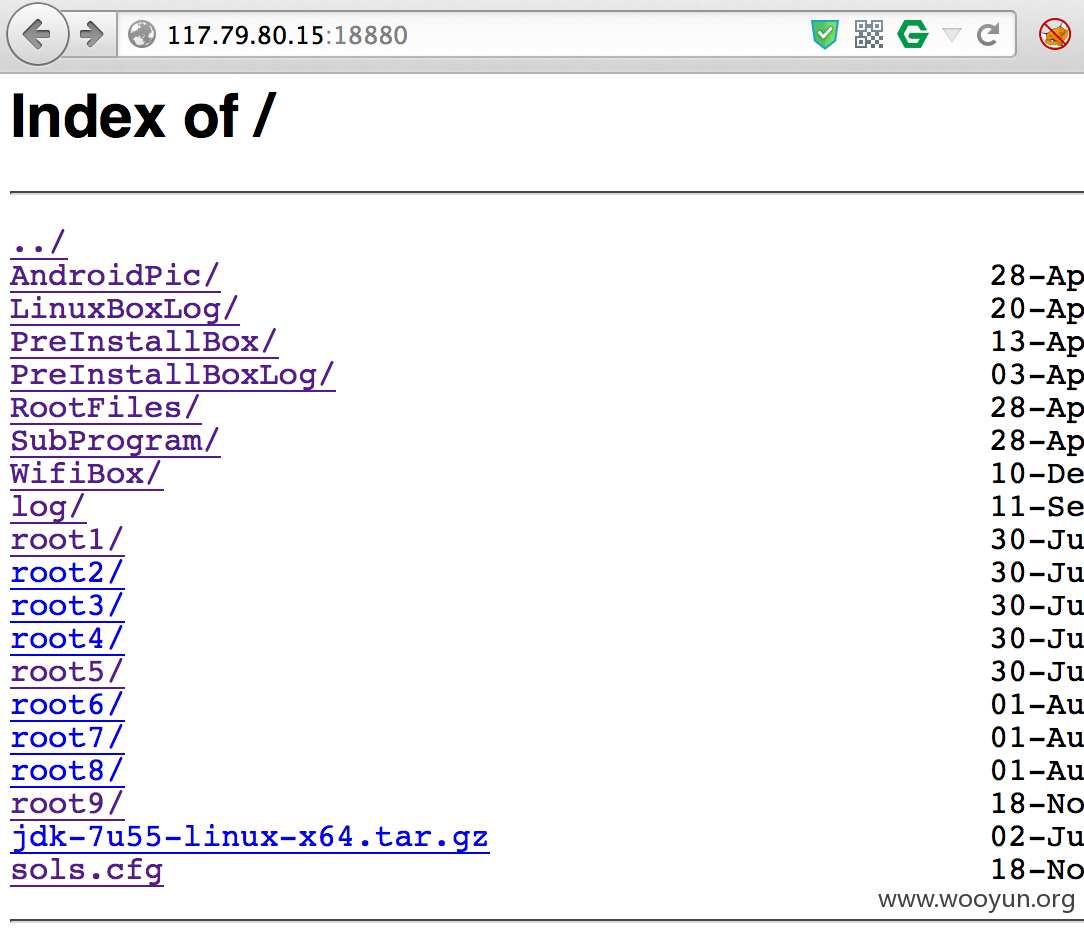 117.79.80.15:18880
Index of /
../
AndroidPic/ 28-Ap
LinuxBoxLog/ 20-Ap
PreInstallBox/ 13-Ap
PreInstallBoxLog/ 03-Ap
RootFiles/ 28-Ap
SubProgram/ 28-Ap
WifiBox/ 10-De
log/ 11-Se
root1/ 30-Ju
root2/ 30-Ju
root3/ 30-Ju
root4/ 30-Ju
root5/ 30-Ju
root6/ 01-Au
root7/ 01-Au
root8/ 01-Au
root9/ 18-No
jdk-7u55-linux-x64.tar.gz 02-Ju
sols.cfg 18-No
www.wooyun.org